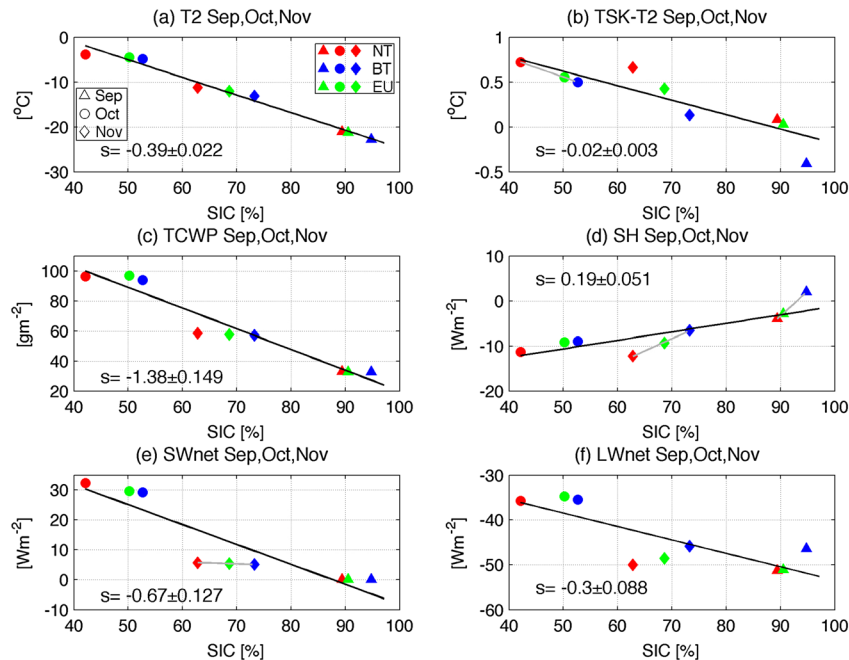 (a) T2 Sep,Oct,Nov
(b) TSK-T2 Sep,Oct,Nov
0
-10
-20
-30
[°C]
NT
BT
EU
Sep
Oct
Nov
s= -0.39±0.022
40 50 60 70 80 90 100
SIC [%]
1
0.5
0
-0.5
[°C]
s= -0.02±0.003
40 50 60 70 80 90 100
SIC [%]
(c) TCWP Sep,Oct,Nov
(d) SH Sep,Oct,Nov
100
80
60
40
20
[gm⁻²]
s= -1.38±0.149
40 50 60 70 80 90 100
SIC [%]
10
0
-10
-20
[Wm⁻²]
s= 0.19±0.051
40 50 60 70 80 90 100
SIC [%]
(e) SWnet Sep,Oct,Nov
(f) LWnet Sep,Oct,Nov
30
20
10
0
-10
[Wm⁻²]
s= -0.67±0.127
40 50 60 70 80 90 100
SIC [%]
-30
-40
-50
-60
[Wm⁻²]
s= -0.3±0.088
40 50 60 70 80 90 100
SIC [%]